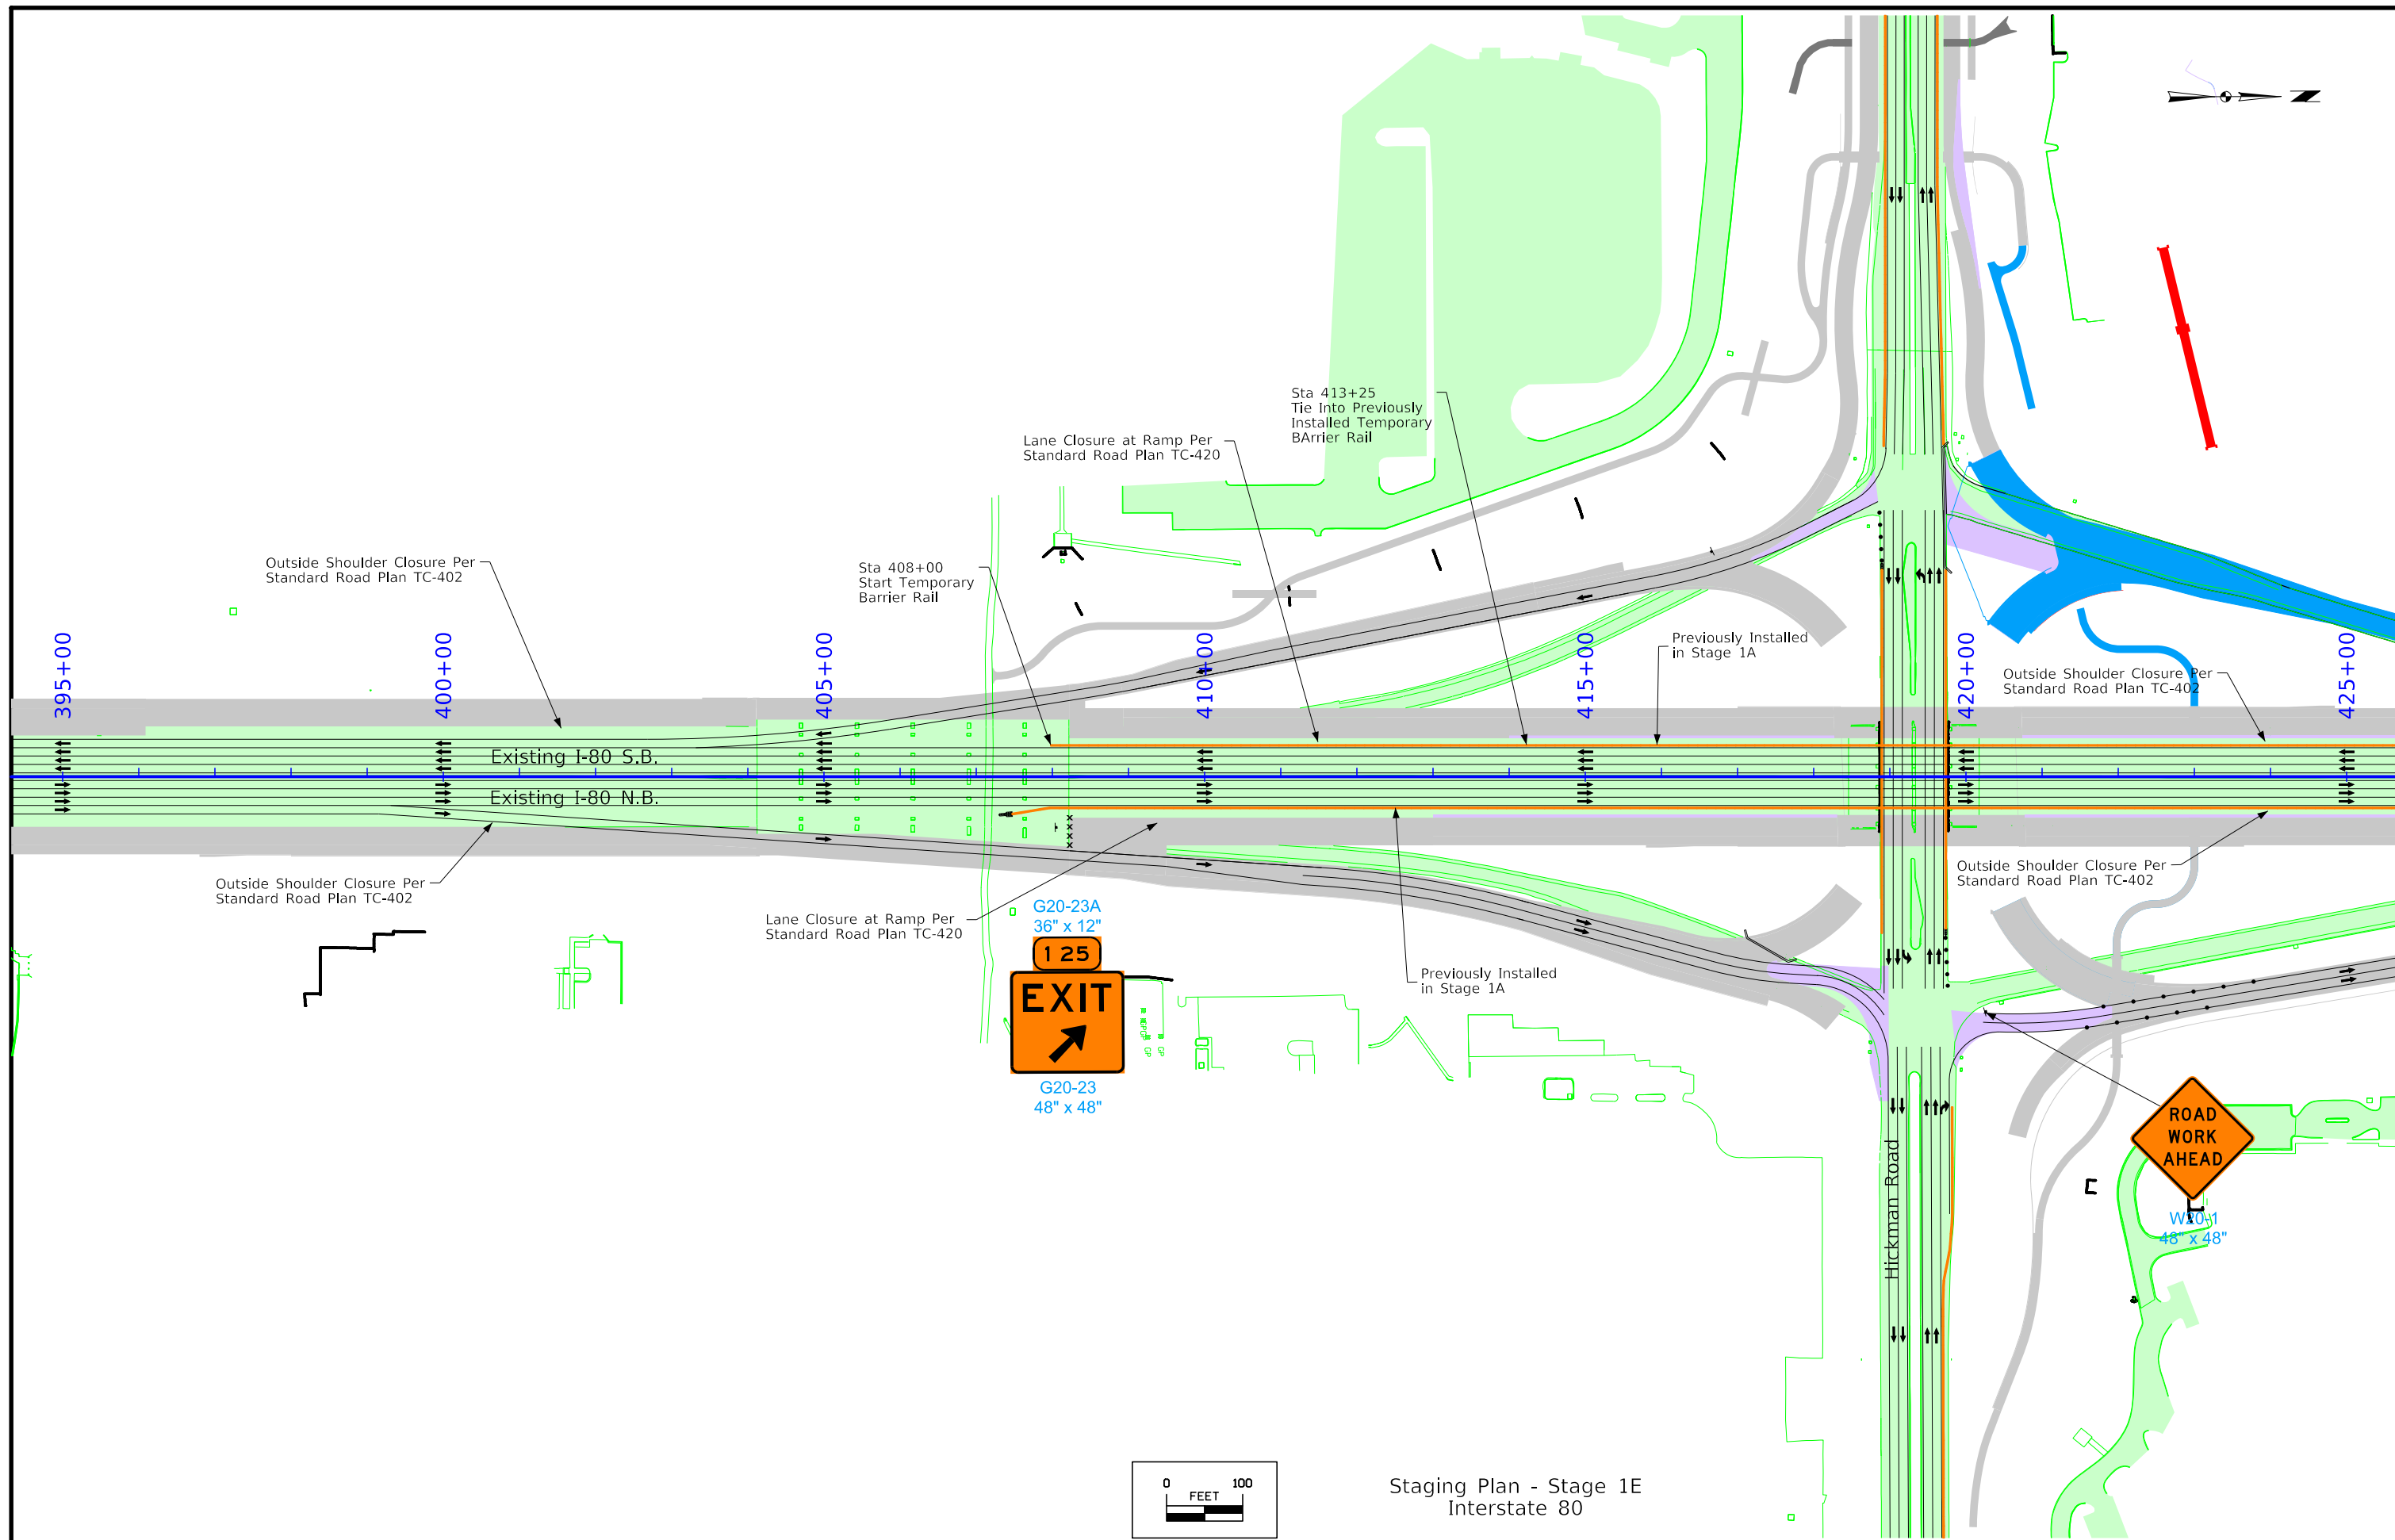 Sta 413+25
Tie Into Previously
Installed Temporary
BArrier Rail
Lane Closure at Ramp Per
Standard Road Plan TC-420
Outside Shoulder Closure Per
Standard Road Plan TC-402
Sta 408+00
Start Temporary
Barrier Rail
Previously Installed
in Stage 1A
Outside Shoulder Closure Per
Standard Road Plan TC-402
395+00
400+00
405+00
410+00
415+00
420+00
425+00
Existing I-80 S.B.
Existing I-80 N.B.
Outside Shoulder Closure Per
Standard Road Plan TC-402
Outside Shoulder Closure Per
Standard Road Plan TC-402
Lane Closure at Ramp Per
Standard Road Plan TC-420
G20-23A
36" x 12"
125
EXIT
G20-23
48" x 48"
Previously Installed
in Stage 1A
GP
GP
Hickman Road
ROAD
WORK
AHEAD
W20-1
48" x 48"
0 100
FEET
Staging Plan - Stage 1E
Interstate 80
N